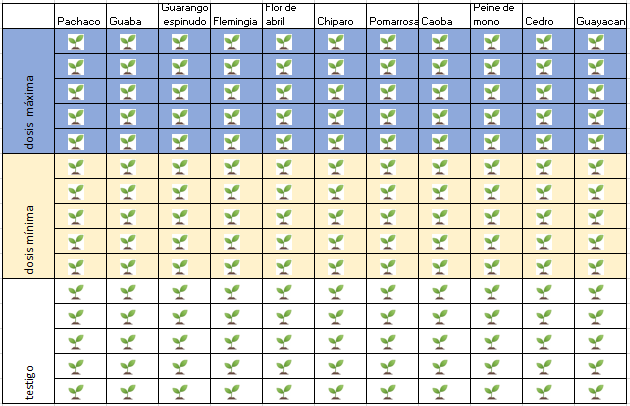 Pachaco Guaba Guarango espinudo Flemingia Flor de abril Chiparo Pomarrosa Caoba Peine de mono Cedro Guayacan
dosis máxima
dosis mínima
testigo